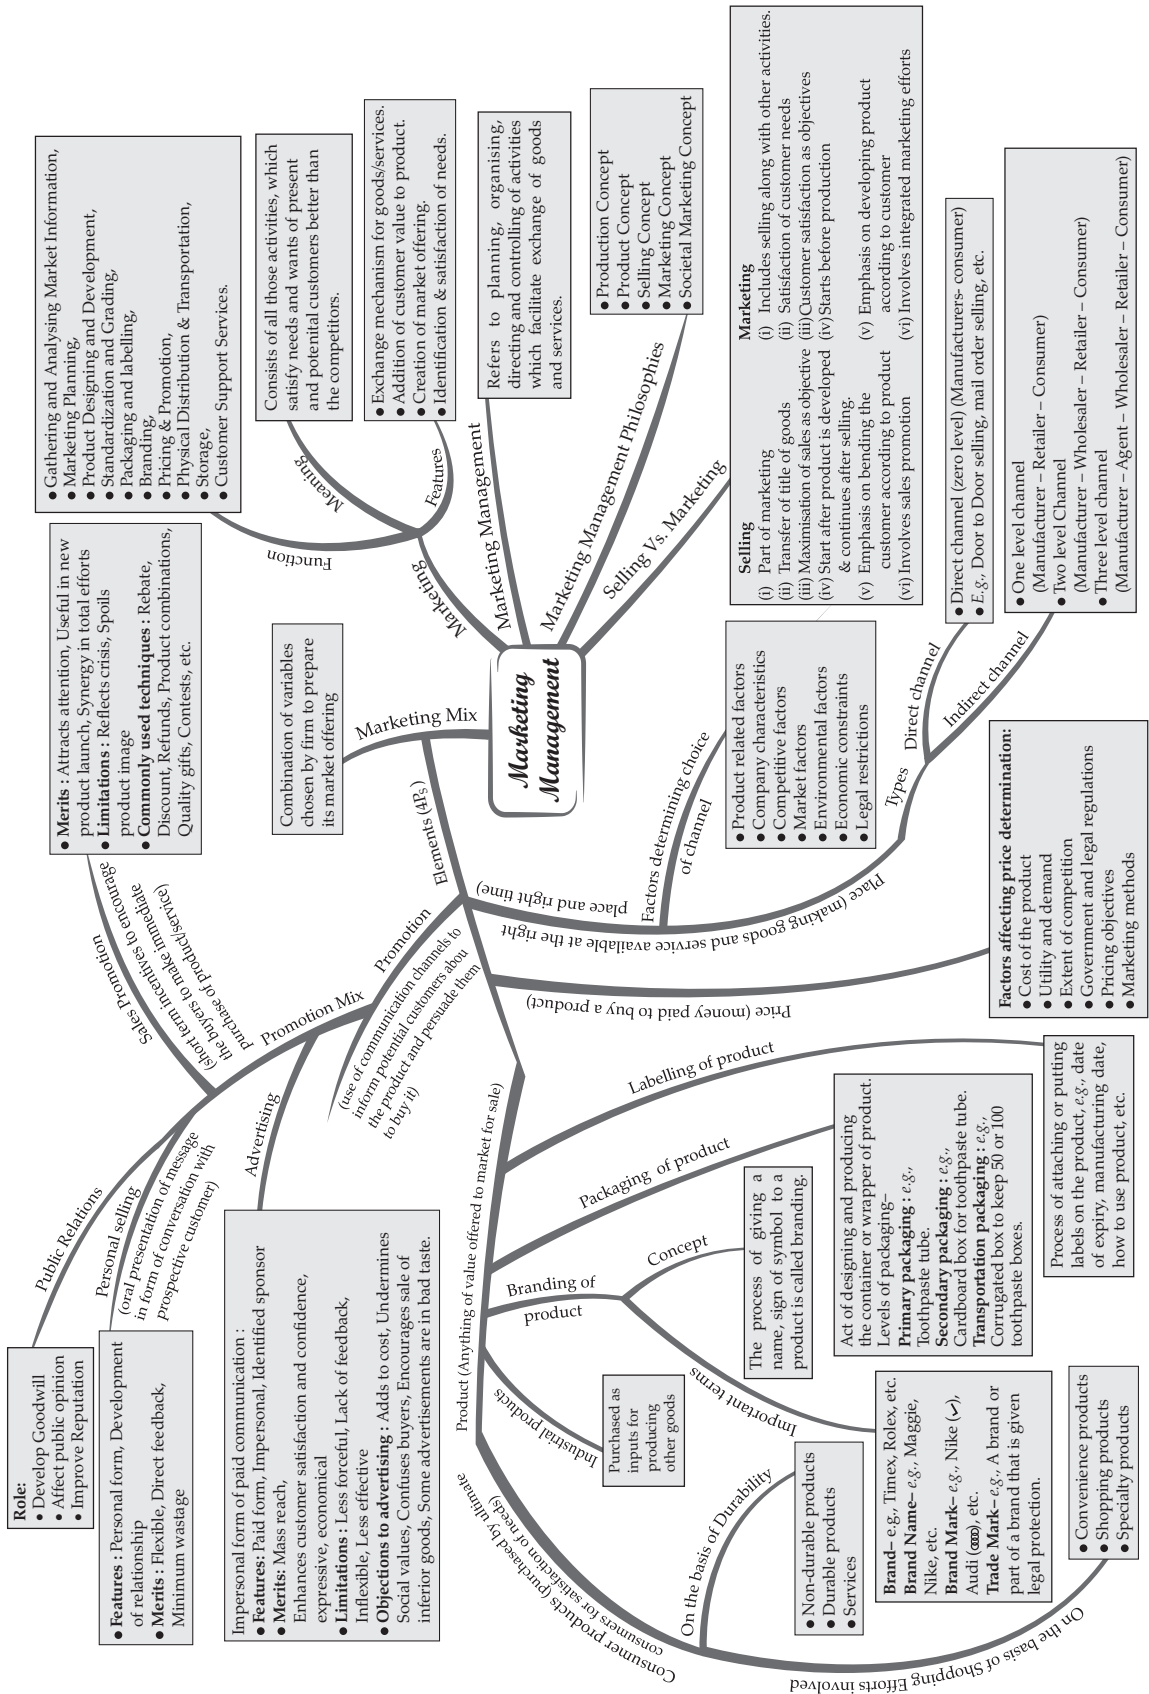 Marketing
Management
Marketing
Function
● Gathering and Analysing Market Information,
● Marketing Planning,
● Product Designing and Development,
● Standardization and Grading,
● Packaging and labelling,
● Branding,
● Pricing & Promotion,
● Physical Distribution & Transportation,
● Storage,
● Customer Support Services.
Meaning
Consists of all those activities, which
satisfy needs and wants of present
and potenital customers better than
the competitors.
Features
● Exchange mechanism for goods/services.
● Addition of customer value to product.
● Creation of market offering,
● Identification & satisfaction of needs.
Marketing Management
Refers to planning, organising,
directing and controlling of activities
which facilitate exchange of goods
and services.
Marketing Management Philosophies
● Production Concept
● Product Concept
● Selling Concept
● Marketing Concept
● Societal Marketing Concept
Selling Vs. Marketing
Selling
(i) Part of marketing
(ii) Transfer of title of goods
(iii) Maximisation of sales as objective
(iv) Start after product is developed
& continues after selling.
(v) Emphasis on bending the
customer according to product
(vi) Involves sales promotion
Marketing
(i) Includes selling along with other activities.
(ii) Satisfaction of customer needs
(iii) Customer satisfaction as objectives
(iv) Starts before production
(v) Emphasis on developing product
according to customer
(vi) Involves integrated marketing efforts
Marketing Mix
Combination of variables
chosen by firm to prepare
its market offering
Elements (4Ps)
Promotion
(use of communication channels to
inform potential customers abou
the product and persuade them
to buy it)
Promotion Mix
Sales Promotion
(short term incentives to encourage
the buyers to make immediate
purchase of product/service)
● Merits : Attracts attention, Useful in new
product launch, Synergy in total efforts
● Limitations : Reflects crisis, Spoils
product image
● Commonly used techniques : Rebate,
Discount, Refunds, Product combinations,
Quality gifts, Contests, etc.
Public Relations
Role:
● Develop Goodwill
● Affect public opinion
● Improve Reputation
Personal selling
(oral presentation of message
in form of conversation with
prospective customer)
● Features : Personal form, Development
of relationship
● Merits : Flexible, Direct feedback,
Minimum wastage
Advertising
Impersonal form of paid communication :
● Features: Paid form, Impersonal, Identified sponsor
● Merits: Mass reach,
Enhances customer satisfaction and confidence,
expressive, economical
● Limitations : Less forceful, Lack of feedback,
Inflexible, Less effective
● Objections to advertising : Adds to cost, Undermines
Social values, Confuses buyers, Encourages sale of
inferior goods, Some advertisements are in bad taste.
Place (making) goods and service available at the right
place and right time)
Factors determining choice
of channel
● Product related factors
● Company characteristics
● Competitive factors
● Market factors
● Environmental factors
● Economic constraints
● Legal restrictions
Types
Direct channel
● Direct channel (zero level) (Manufacturers- consumer)
● E.g., Door to Door selling, mail order selling, etc.
Indirect channel
● One level channel
(Manufacturer – Retailer – Consumer)
● Two level Channel
(Manufacturer – Wholesaler – Retailer – Consumer)
● Three level channel
(Manufacturer – Agent – Wholesaler – Retailer – Consumer)
Price (money paid to buy a product)
Factors affecting price determination:
● Cost of the product
● Utility and demand
● Extent of competition
● Government and legal regulations
● Pricing objectives
● Marketing methods
Product (Anything of value offered to market for sale)
Labelling of product
Process of attaching or putting
labels on the product, e.g., date
of expiry, manufacturing date,
how to use product, etc.
Packaging of product
Act of designing and producing
the container or wrapper of product.
Levels of packaging–
Primary packaging : e.g.,
Toothpaste tube.
Secondary packaging : e.g.,
Cardboard box for toothpaste tube.
Transportation packaging : e.g.,
Corrugated box to keep 50 or 100
toothpaste boxes.
Branding of
product
Concept
The process of giving a
name, sign of symbol to a
product is called branding.
Important terms
Brand– e.g., Timex, Rolex, etc.
Brand Name– e.g., Maggie,
Nike, etc.
Brand Mark– e.g., Nike (),
Audi (), etc.
Trade Mark– e.g., A brand or
part of a brand that is given
legal protection.
Industrial products
Purchased as
inputs for
producing
other goods
Consumer products (purchased by ultimate
consumers for satisfaction of needs)
On the basis of Durability
● Non-durable products
● Durable products
● Services
On the basis of Shopping Efforts involved
● Convenience products
● Shopping products
● Specialty products